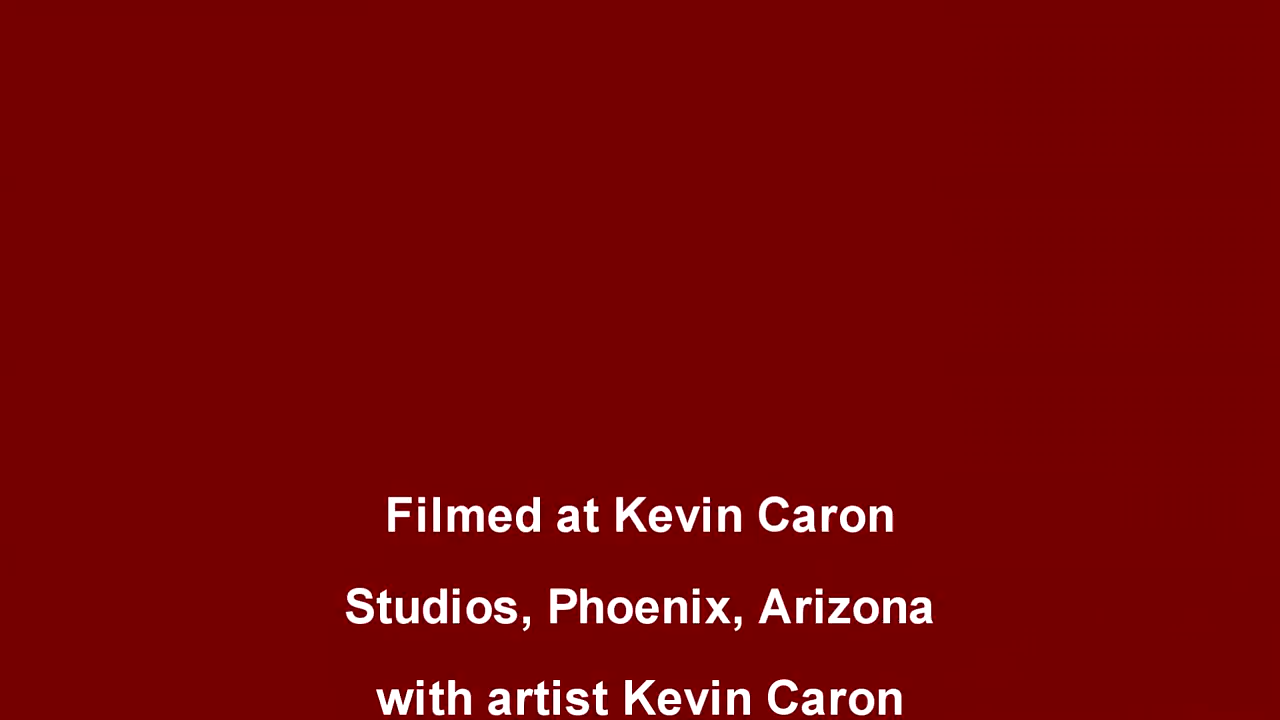 Filmed at Kevin Caron
Studios, Phoenix, Arizona
with artist Kevin Caron